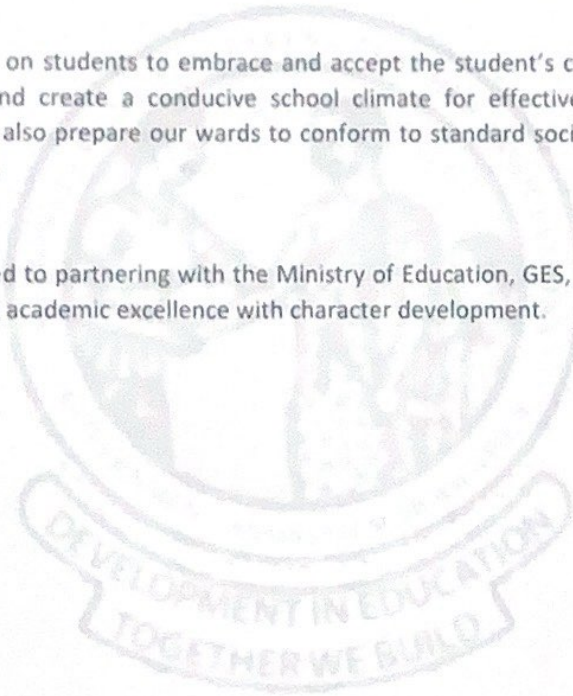 on students to embrace and accept the student's c
nd create a conducive school climate for effective
also prepare our wards to conform to standard soci
d to partnering with the Ministry of Education, GES,
academic excellence with character development.
DEVELOPMENT IN EDUCATION
TOGETHER WE BUILD